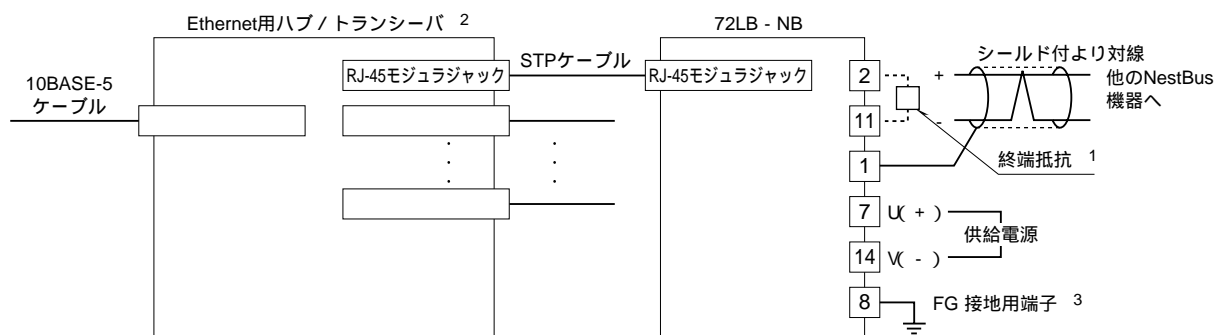 Ethernet用ハブ / トランシーバ 2
72LB - NB
10BASE-5
ケーブル
RJ-45モジュラジャック
STPケーブル
RJ-45モジュラジャック
2
+
シールド付より対線
他のNestBus
機器へ
11
-
終端抵抗 1
1
7 U( + )
供給電源
14 V( - )
8
FG 接地用端子 3